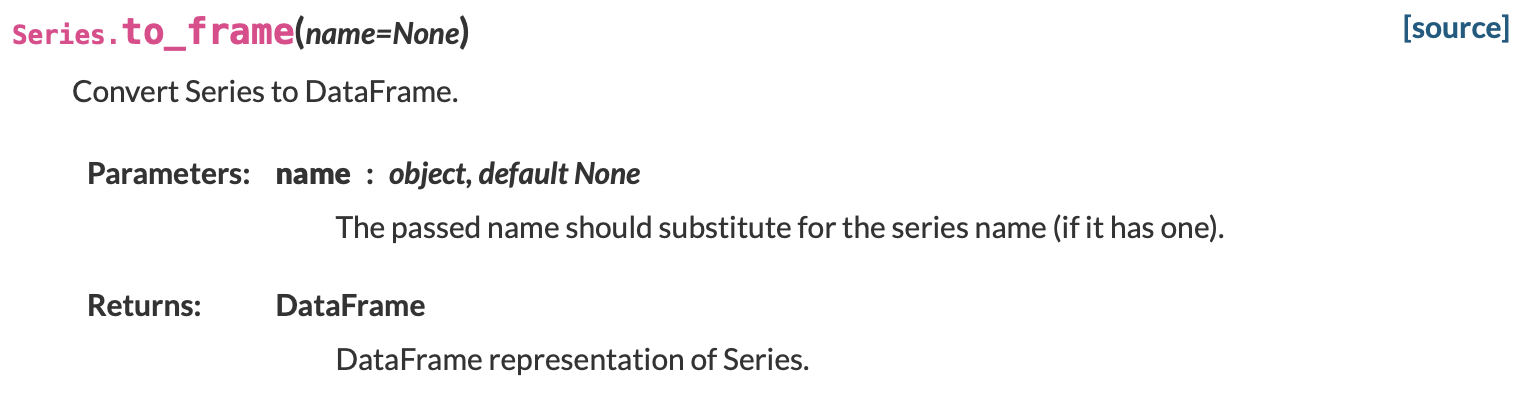 Series.to_frame(name=None) [source]
Convert Series to DataFrame.
Parameters: name : object, default None
The passed name should substitute for the series name (if it has one).
Returns: DataFrame
DataFrame representation of Series.